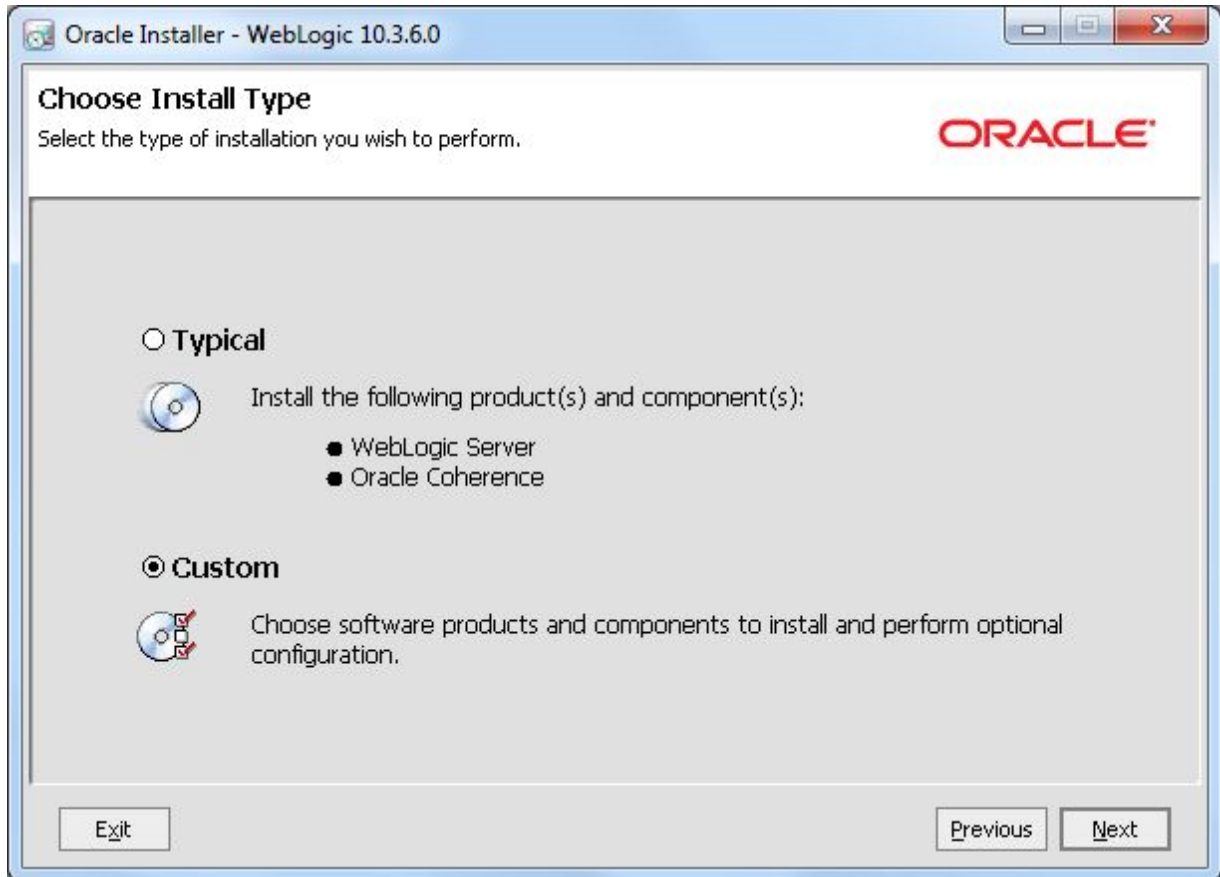 Oracle Installer - WebLogic 10.3.6.0
Choose Install Type
Select the type of installation you wish to perform.
ORACLE
Typical
Install the following product(s) and component(s):
● WebLogic Server
● Oracle Coherence
Custom
Choose software products and components to install and perform optional
configuration.
Exit
Previous
Next